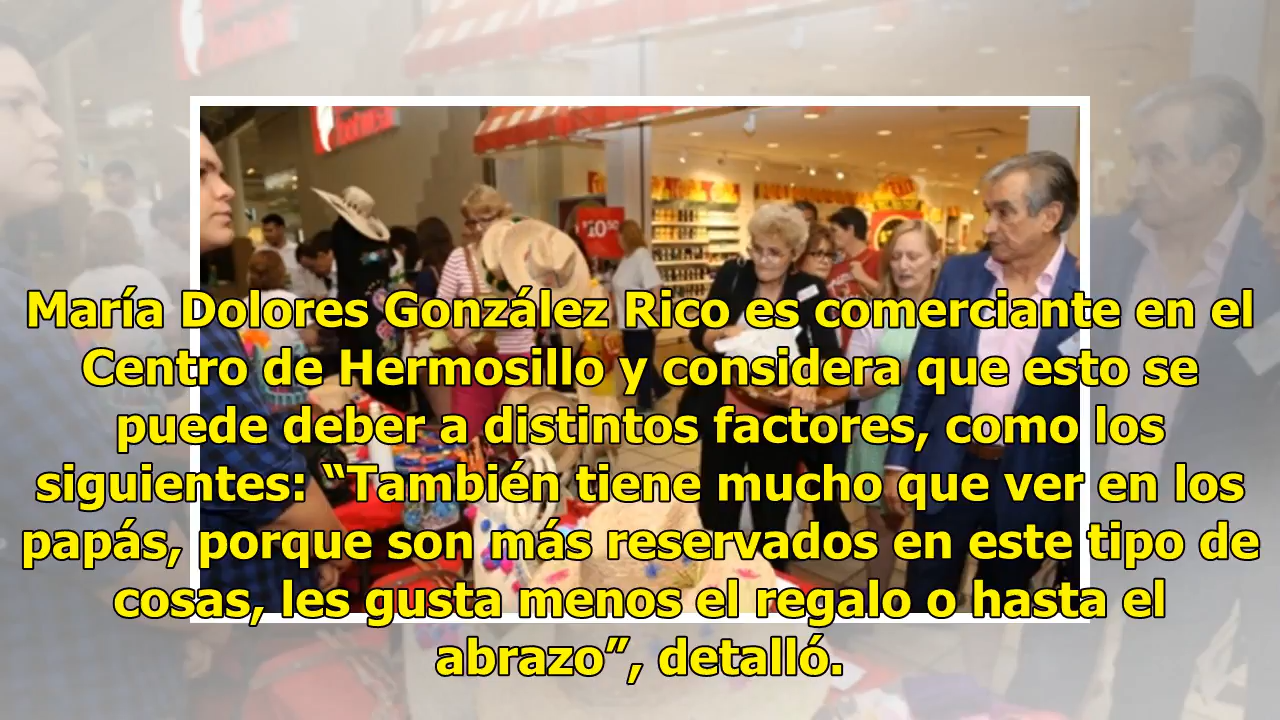 María Dolores González Rico es comerciante en el
Centro de Hermosillo y considera que esto se
puede deber a distintos factores, como los
siguientes: “También tiene mucho que ver en los
papás, porque son más reservados en este tipo de
cosas, les gusta menos el regalo o hasta el
abrazo”, detalló.